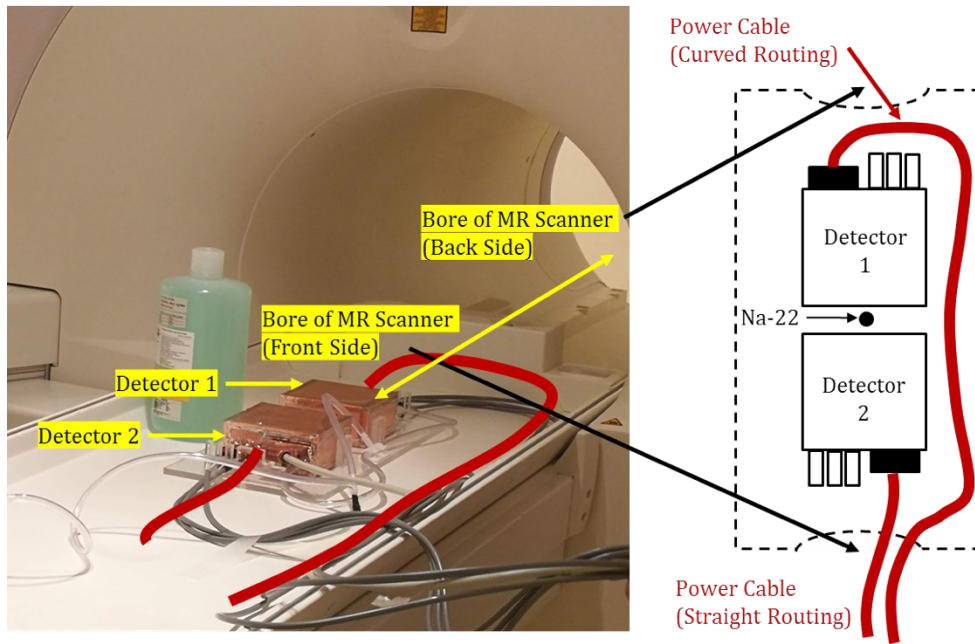 Power Cable
(Curved Routing)
Bore of MR Scanner
(Back Side)
Detector
1
Bore of MR Scanner
(Front Side)
Na-22
Detector 1
Detector
2
Detector 2
Power Cable
(Straight Routing)